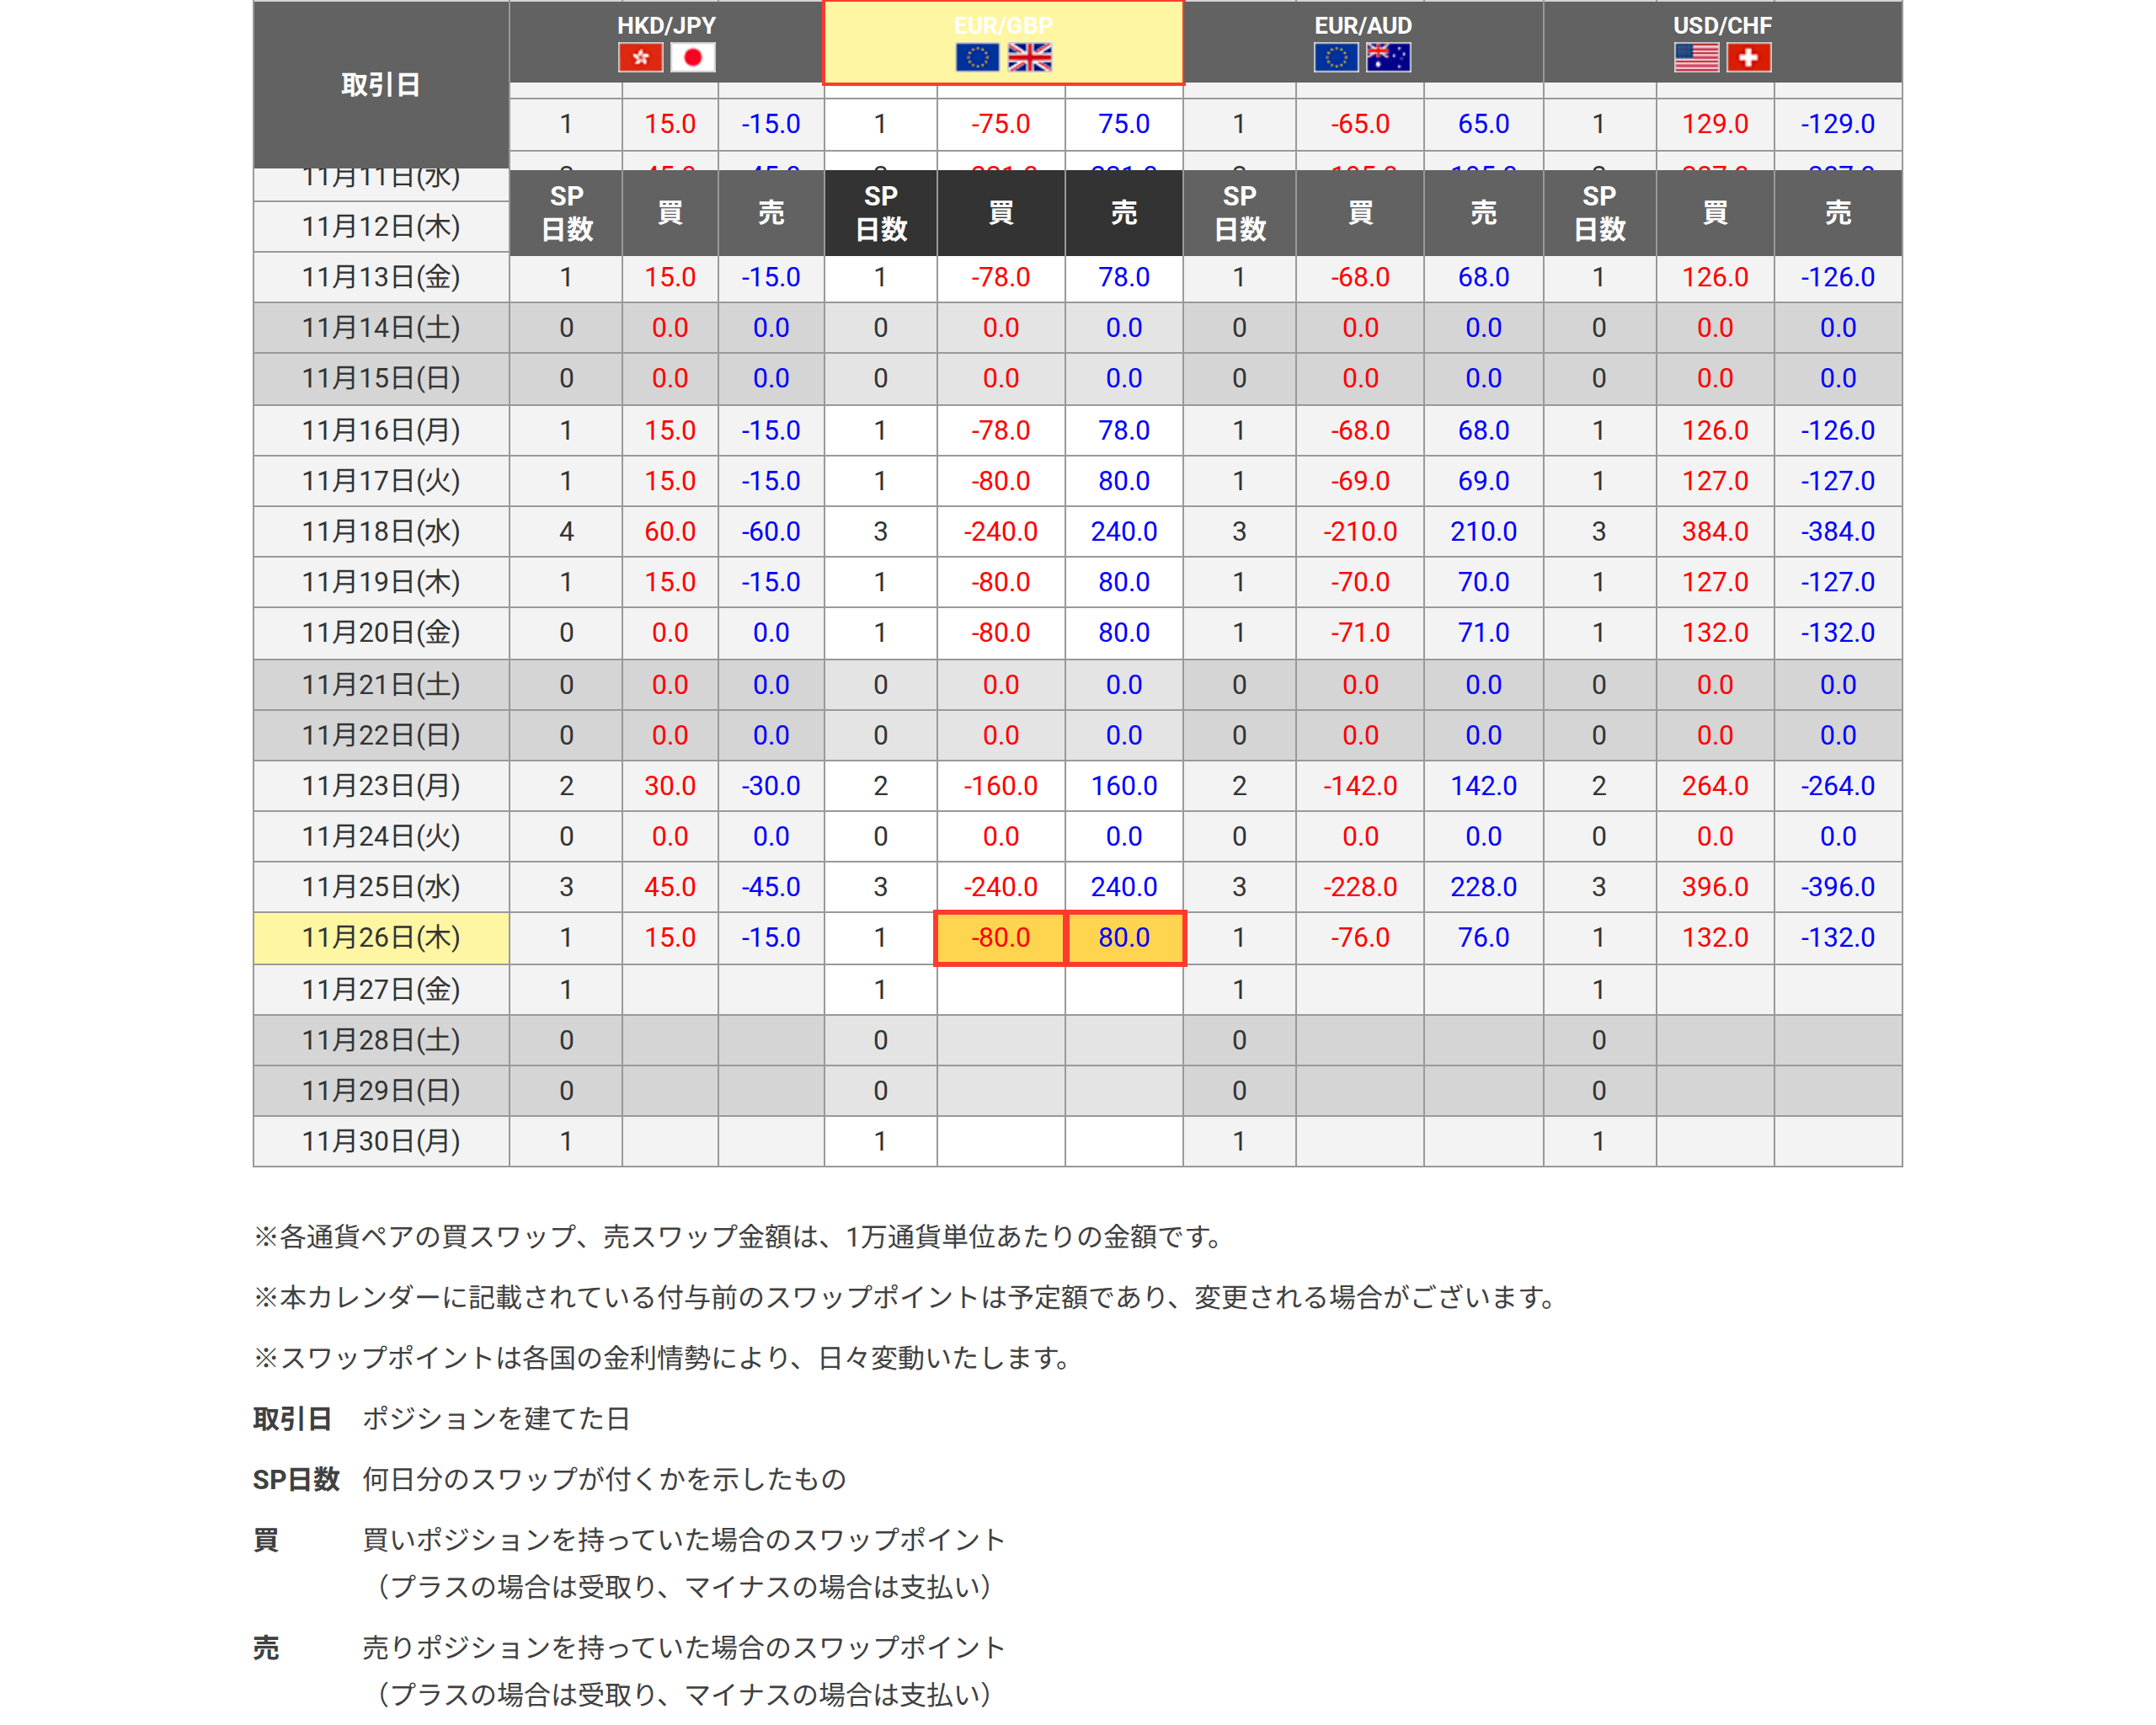 取引日 HKD/JPY EUR/GBP EUR/AUD USD/CHF
1 15.0 -15.0 1 -75.0 75.0 1 -65.0 65.0 1 129.0 -129.0
11月11日(水)
SP日数 買 売 SP日数 買 売 SP日数 買 売 SP日数 買 売
11月12日(木)
11月13日(金) 1 15.0 -15.0 1 -78.0 78.0 1 -68.0 68.0 1 126.0 -126.0
11月14日(土) 0 0.0 0.0 0 0.0 0.0 0 0.0 0.0 0 0.0 0.0
11月15日(日) 0 0.0 0.0 0 0.0 0.0 0 0.0 0.0 0 0.0 0.0
11月16日(月) 1 15.0 -15.0 1 -78.0 78.0 1 -68.0 68.0 1 126.0 -126.0
11月17日(火) 1 15.0 -15.0 1 -80.0 80.0 1 -69.0 69.0 1 127.0 -127.0
11月18日(水) 4 60.0 -60.0 3 -240.0 240.0 3 -210.0 210.0 3 384.0 -384.0
11月19日(木) 1 15.0 -15.0 1 -80.0 80.0 1 -70.0 70.0 1 127.0 -127.0
11月20日(金) 0 0.0 0.0 1 -80.0 80.0 1 -71.0 71.0 1 132.0 -132.0
11月21日(土) 0 0.0 0.0 0 0.0 0.0 0 0.0 0.0 0 0.0 0.0
11月22日(日) 0 0.0 0.0 0 0.0 0.0 0 0.0 0.0 0 0.0 0.0
11月23日(月) 2 30.0 -30.0 2 -160.0 160.0 2 -142.0 142.0 2 264.0 -264.0
11月24日(火) 0 0.0 0.0 0 0.0 0.0 0 0.0 0.0 0 0.0 0.0
11月25日(水) 3 45.0 -45.0 3 -240.0 240.0 3 -228.0 228.0 3 396.0 -396.0
11月26日(木) 1 15.0 -15.0 1 -80.0 80.0 1 -76.0 76.0 1 132.0 -132.0
11月27日(金) 1 1 1 1
11月28日(土) 0 0 0 0
11月29日(日) 0 0 0 0
11月30日(月) 1 1 1 1
※各通貨ペアの買スワップ、売スワップ金額は、1万通貨単位あたりの金額です。
※本カレンダーに記載されている付与前のスワップポイントは予定額であり、変更される場合がございます。
※スワップポイントは各国の金利情勢により、日々変動いたします。
取引日 ポジションを建てた日
SP日数 何日分のスワップが付くかを示したもの
買 買いポジションを持っていた場合のスワップポイント
（プラスの場合は受取り、マイナスの場合は支払い）
売 売りポジションを持っていた場合のスワップポイント
（プラスの場合は受取り、マイナスの場合は支払い）